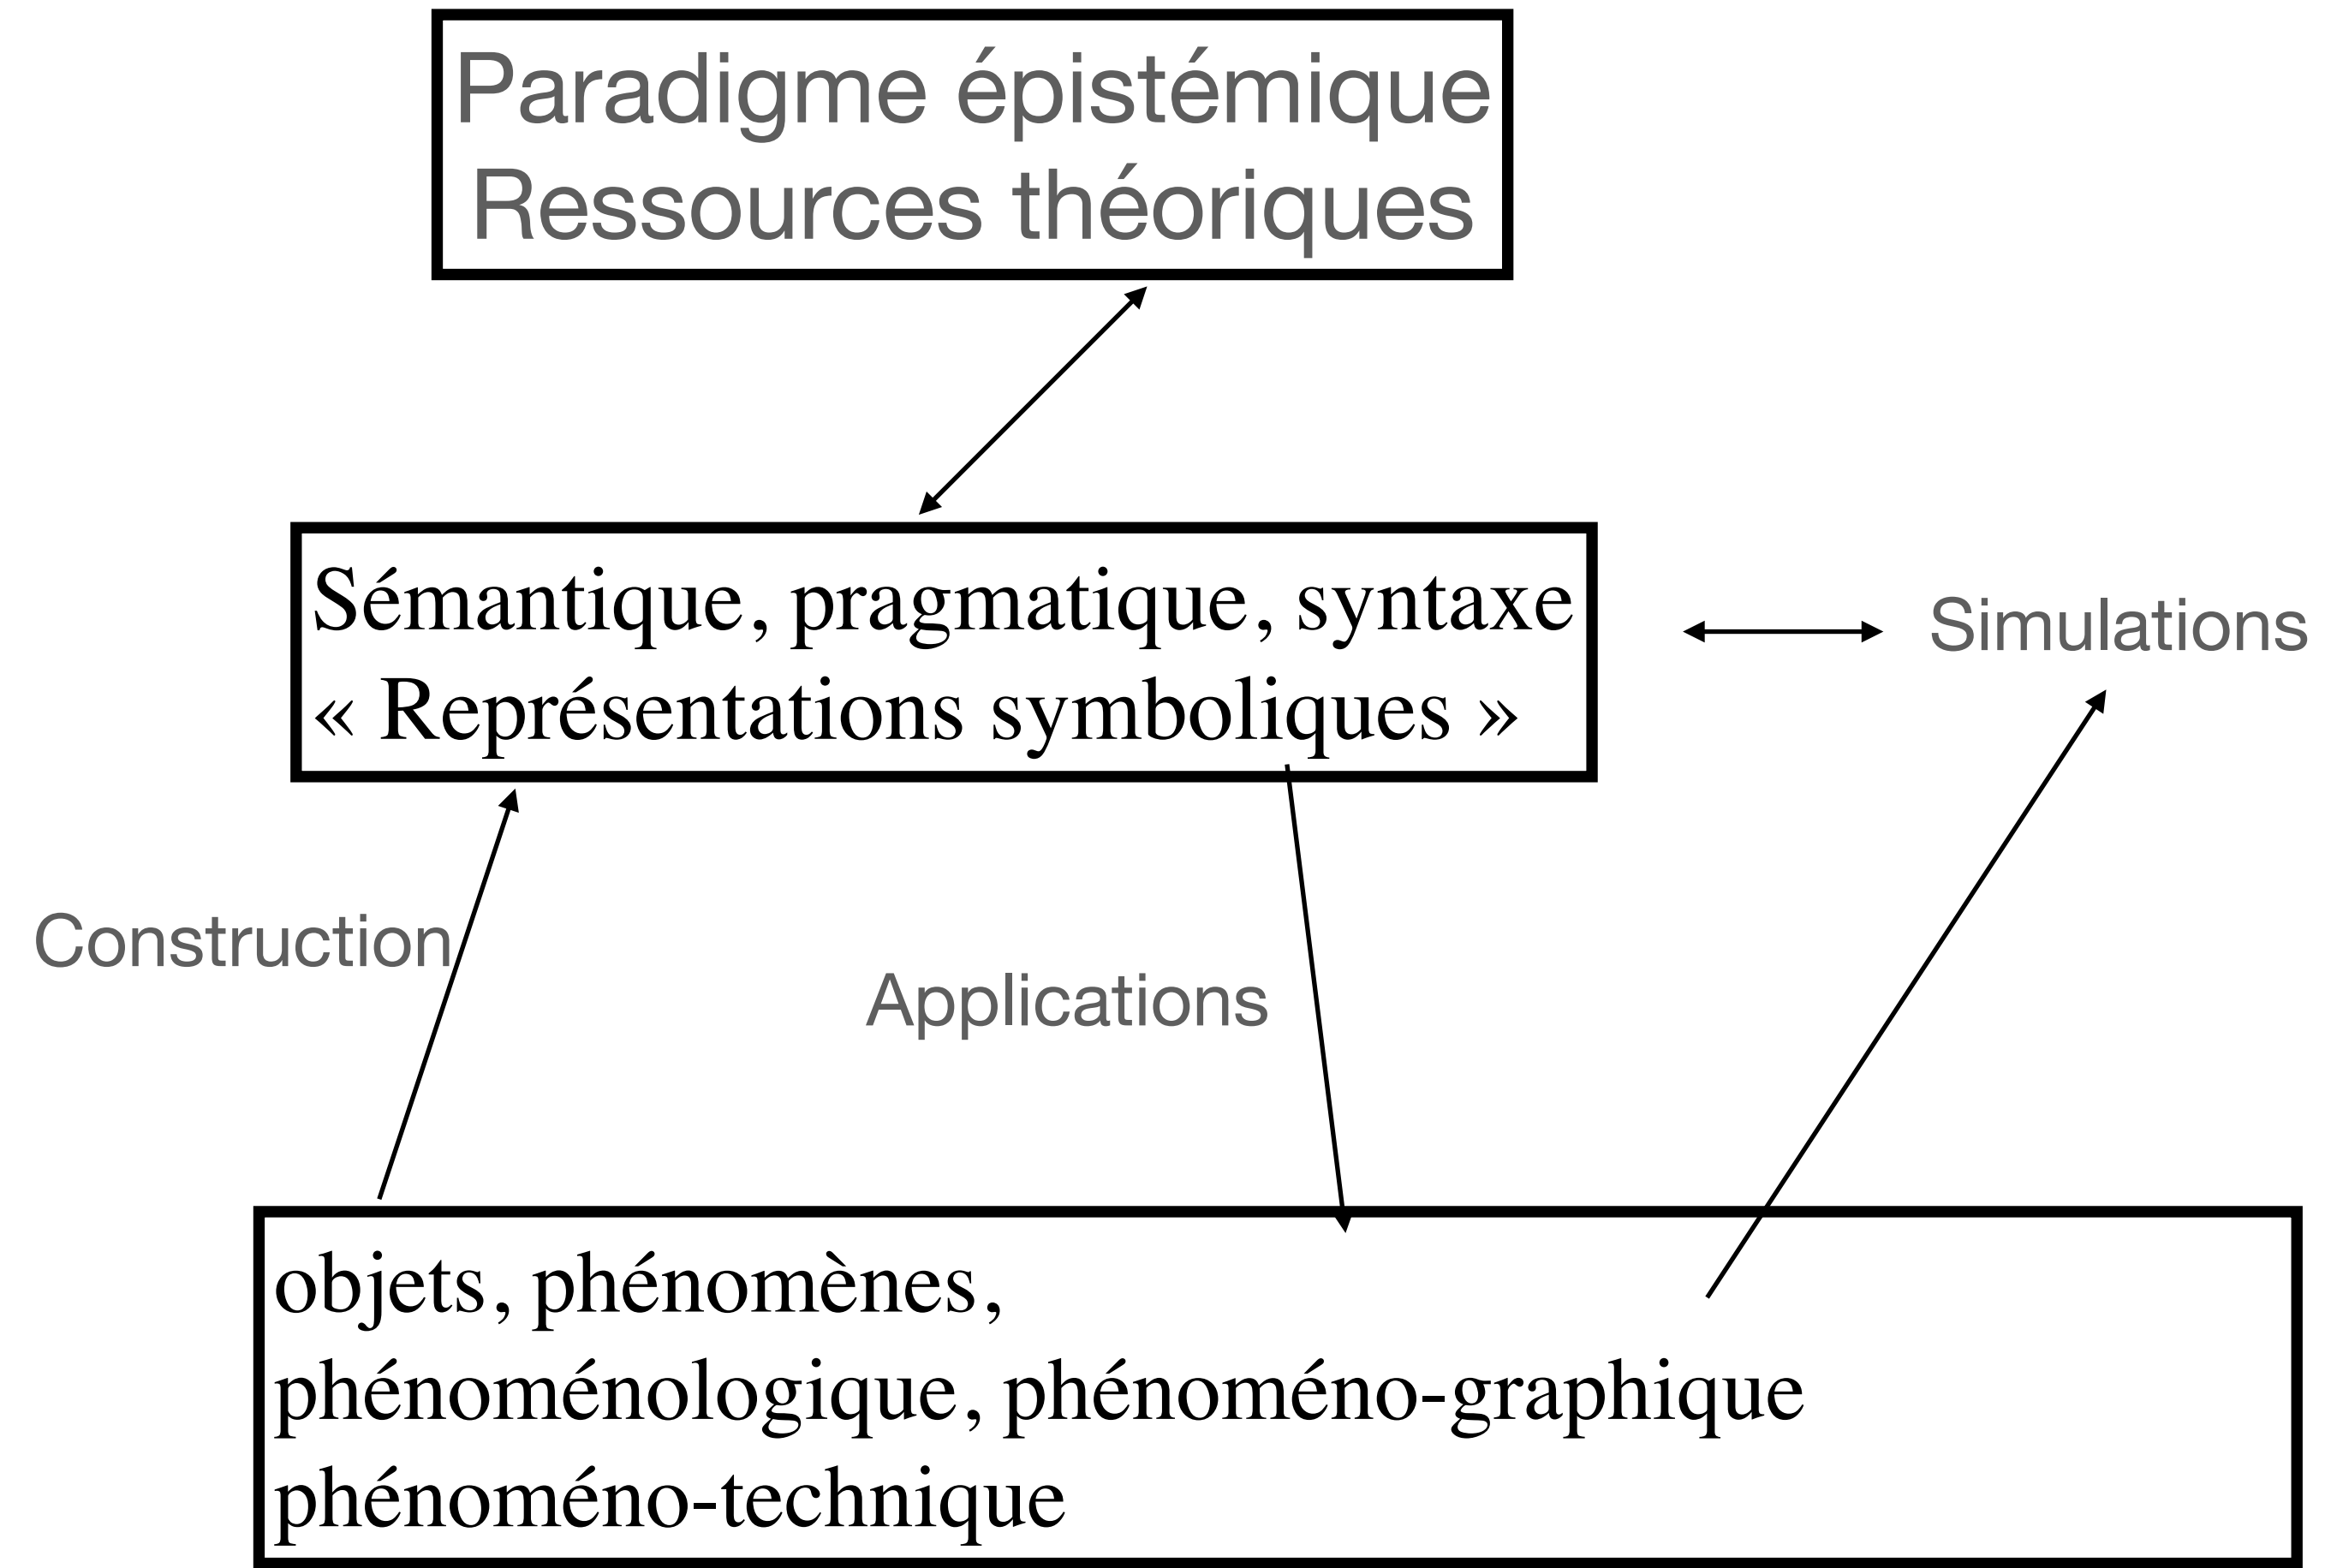 Paradigme épistémique
Ressources théoriques
Sémantique, pragmatique, syntaxe
« Représentations symboliques »
Simulations
Construction
Applications
objets, phénomènes,
phénoménologique, phénoméno-graphique
phénoméno-technique